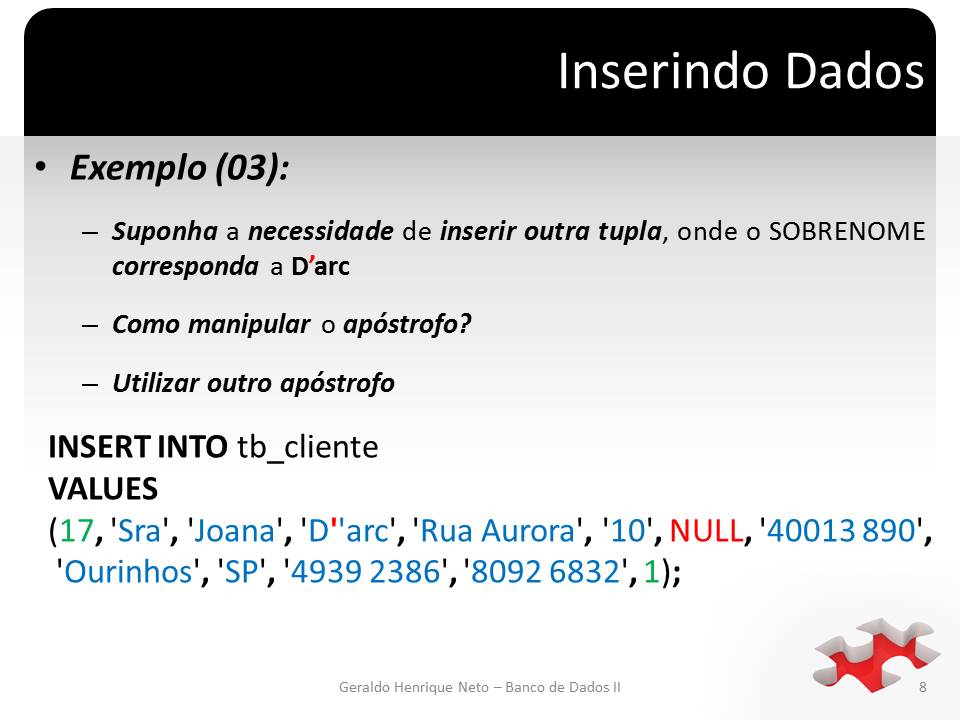 Inserindo Dados
• Exemplo (03):
– Suponha a necessidade de inserir outra tupla, onde o SOBRENOME
corresponda a D’arc
– Como manipular o apóstrofo?
– Utilizar outro apóstrofo
INSERT INTO tb_cliente
VALUES
(17, 'Sra', 'Joana', 'D''arc', 'Rua Aurora', '10', NULL, '40013 890',
'Ourinhos', 'SP', '4939 2386', '8092 6832', 1);
Geraldo Henrique Neto – Banco de Dados II
8